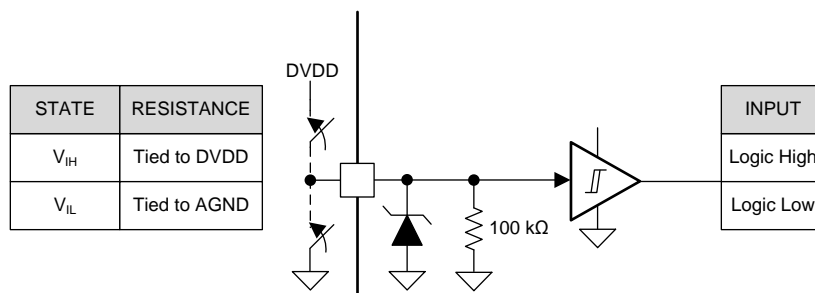 DVDD
STATE RESISTANCE
V_IH Tied to DVDD
V_IL Tied to AGND
100 kΩ
INPUT
Logic High
Logic Low